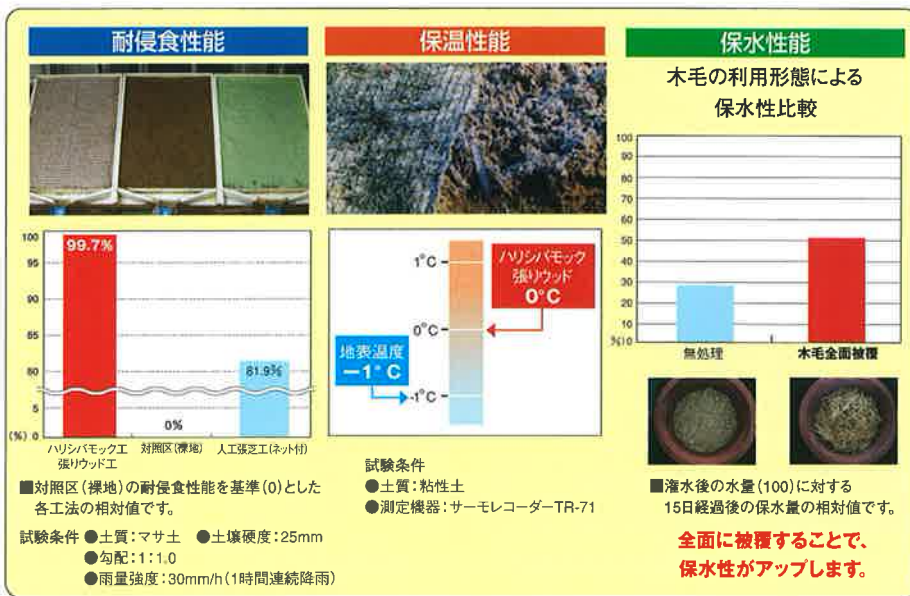 耐侵食性能
100
99.7%
95
90
85
80
81.9%
5
0%
(%) 0
ハリシバモック工
張りウッド工
対照区(裸地)
人工張芝工(ネット付)
■対照区(裸地)の耐侵食性能を基準(0)とした
各工法の相対値です。
試験条件 ●土質:マサ土 ●土壌硬度:25mm
●勾配:1:1.0
●雨量強度:30mm/h(1時間連続降雨)
保温性能
1°C
ハリシバモック
張りウッド
0°C
0°C
地表温度
−1°C
-1°C
試験条件
●土質:粘性土
●測定機器:サーモレコーダーTR-71
保水性能
木毛の利用形態による
保水性比較
100
90
80
70
60
50
40
30
20
10
(%)0
無処理
木毛全面被覆
■潅水後の水量(100)に対する
15日経過後の保水量の相対値です。
全面に被覆することで、
保水性がアップします。